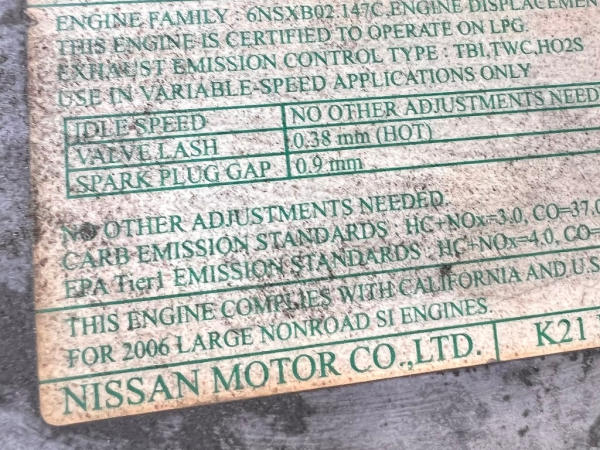 ENGINE FAMILY : 6NSXB02.147C, ENGINE DISPLACEMEN
THIS ENGINE IS CERTIFIED TO OPERATE ON LPG.
EXHAUST EMISSION CONTROL TYPE : TBI,TWC,HO2S
USE IN VARIABLE-SPEED APPLICATIONS ONLY
IDLE SPEED NO OTHER ADJUSTMENTS NEED
VALVE LASH 0.38 mm (HOT)
SPARK PLUG GAP 0.9 mm
NO OTHER ADJUSTMENTS NEEDED.
CARB EMISSION STANDARDS : HC+NOx=3.0, CO=37.0
EPA Tier1 EMISSION STANDARDS : HC+NOx=4.0, CO=
THIS ENGINE COMPLIES WITH CALIFORNIA AND U.S
FOR 2006 LARGE NONROAD SI ENGINES.
NISSAN MOTOR CO.,LTD. K21